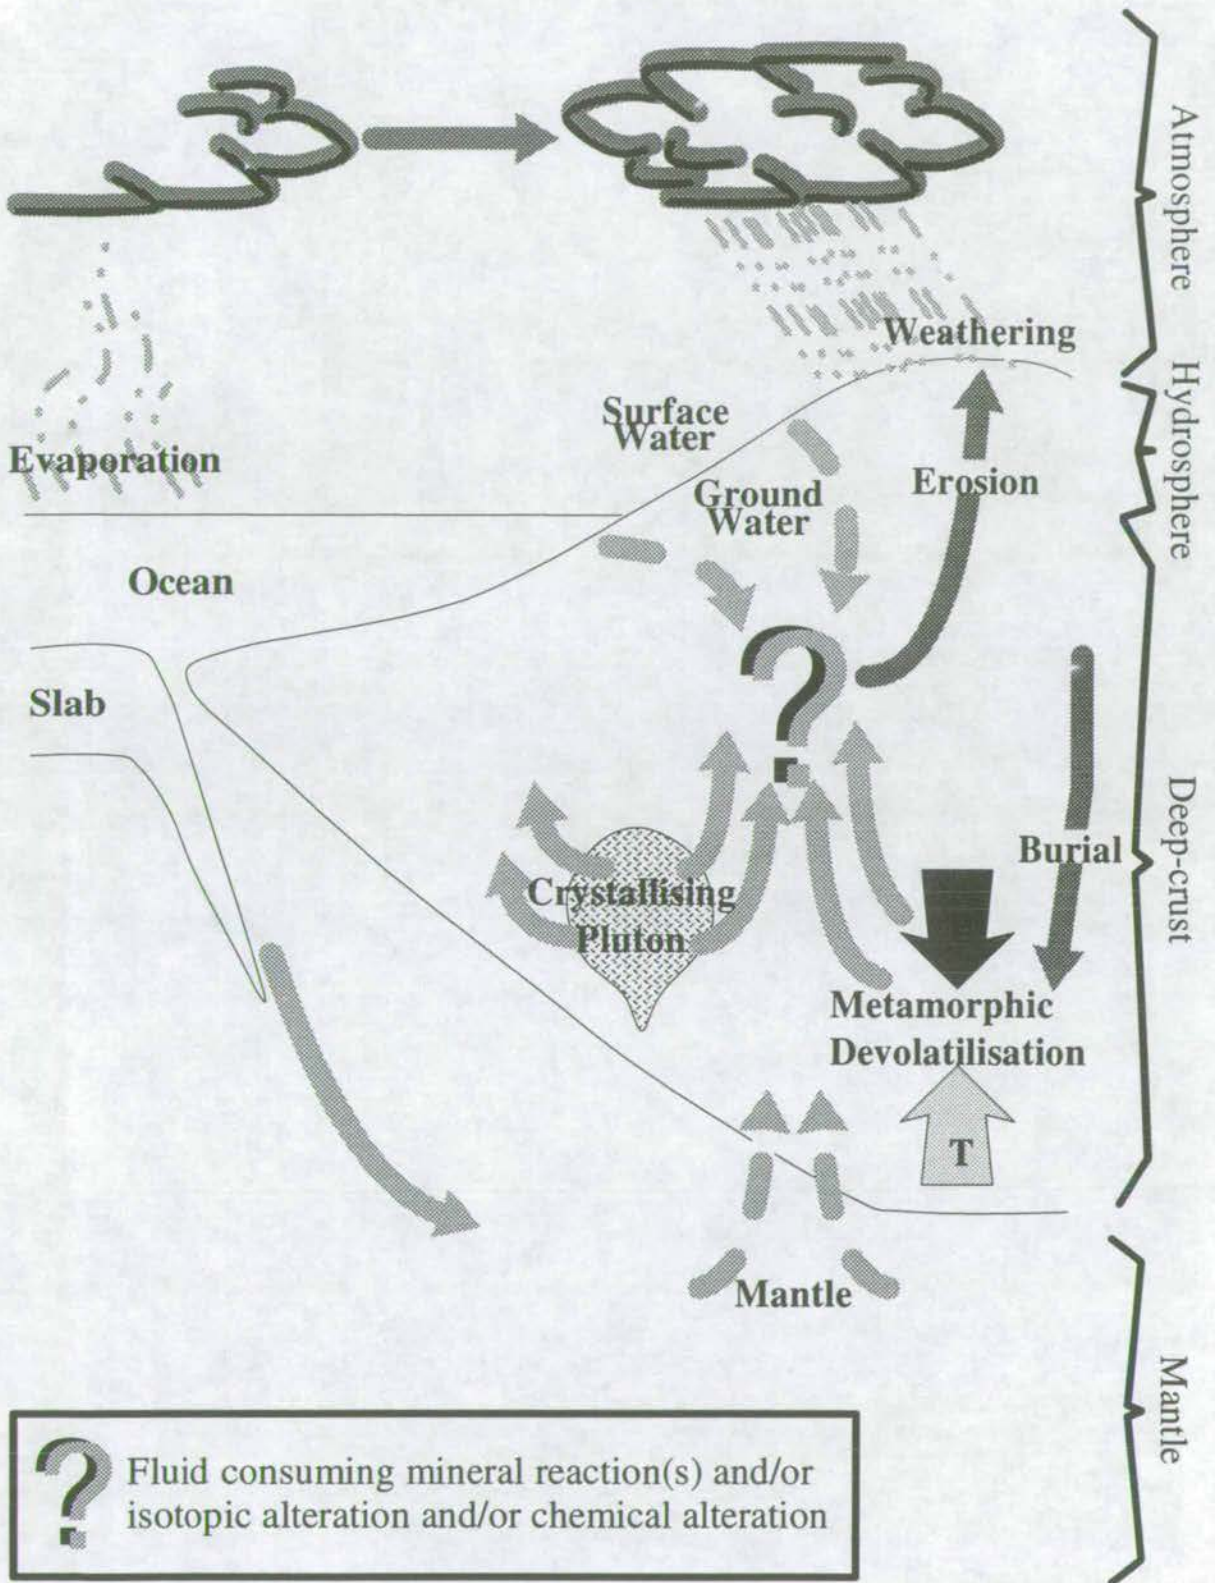 Atmosphere
Weathering
Hydrosphere
Surface
Water
Evaporation
Ground
Water
Erosion
Ocean
Slab
Deep-crust
Burial
Crystallising
Pluton
Metamorphic
Devolatilisation
T
Mantle
Mantle
? Fluid consuming mineral reaction(s) and/or
isotopic alteration and/or chemical alteration
?